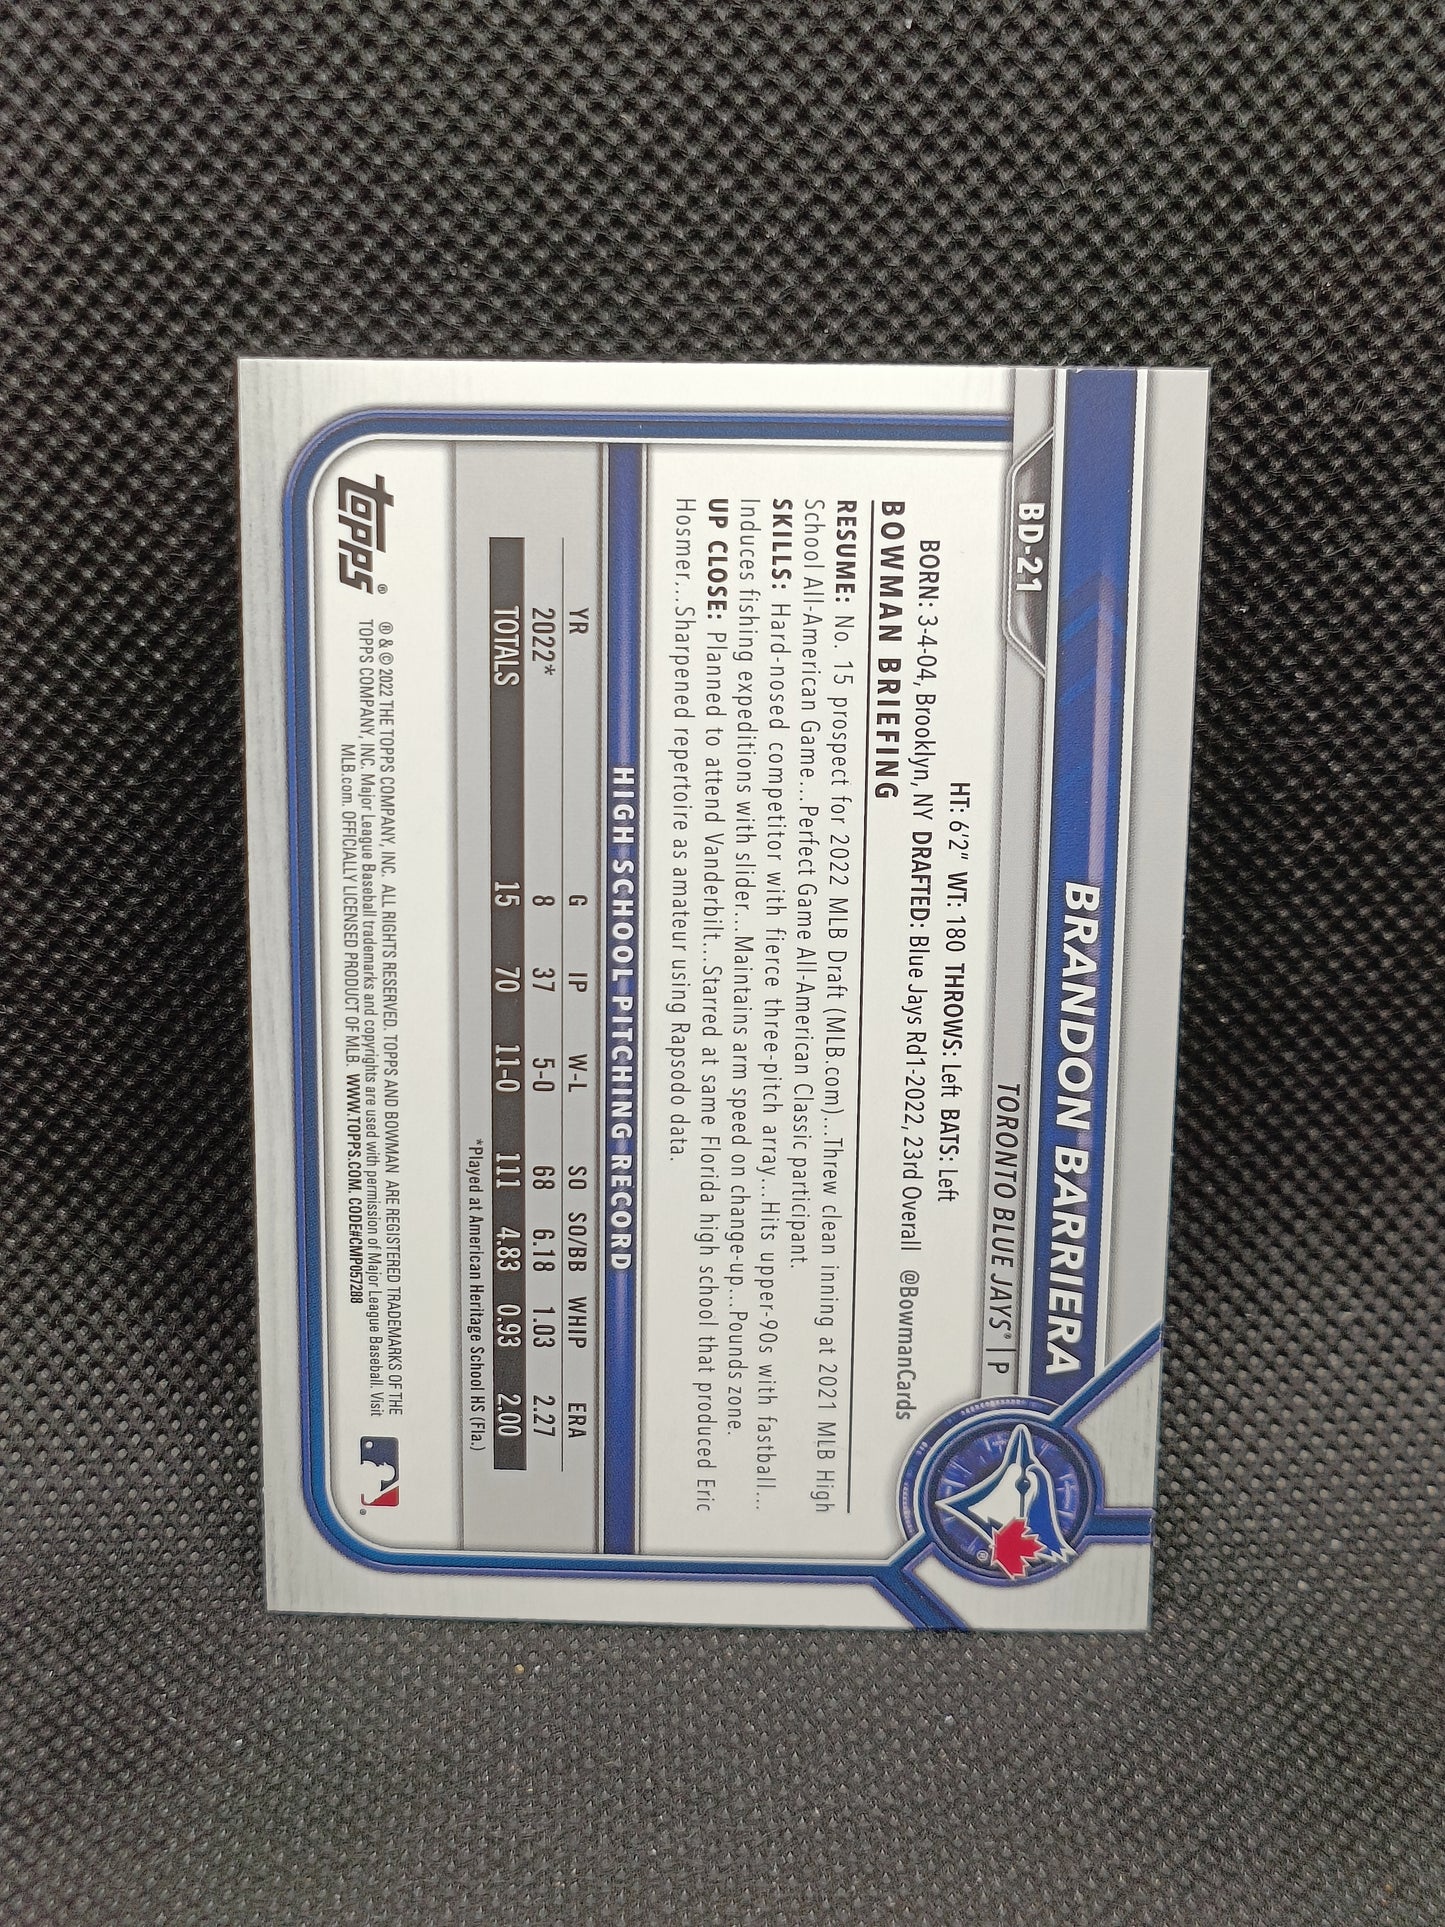 BD-21
BRANDON BARRIERA
TORONTO BLUE JAYS® | P
HT: 6'2" WT: 180 THROWS: Left BATS: Left
BORN: 3-4-04, Brooklyn, NY DRAFTED: Blue Jays Rd1-2022, 23rd Overall @BowmanCards
BOWMAN BRIEFING
RESUME: No. 15 prospect for 2022 MLB Draft (MLB.com)...Threw clean inning at 2021 MLB High
School All-American Game...Perfect Game All-American Classic participant.
SKILLS: Hard-nosed competitor with fierce three-pitch array...Hits upper-90s with fastball...
Induces fishing expeditions with slider...Maintains arm speed on change-up...Pounds zone.
UP CLOSE: Planned to attend Vanderbilt...Starred at same Florida high school that produced Eric
Hosmer...Sharpened repertoire as amateur using Rapsodo data.
HIGH SCHOOL PITCHING RECORD
YR G IP W-L SO SO/BB WHIP ERA
2022* 8 37 5-0 68 6.18 1.03 2.27
TOTALS 15 70 11-0 111 4.83 0.93 2.00
*Played at American Heritage School HS (Fla.)
topps®
® & © 2022 THE TOPPS COMPANY, INC. ALL RIGHTS RESERVED. TOPPS AND BOWMAN ARE REGISTERED TRADEMARKS OF THE
TOPPS COMPANY, INC. Major League Baseball trademarks and copyrights are used with permission of Major League Baseball. Visit
MLB.com. OFFICIALLY LICENSED PRODUCT OF MLB. WWW.TOPPS.COM. CODE#CMP057288